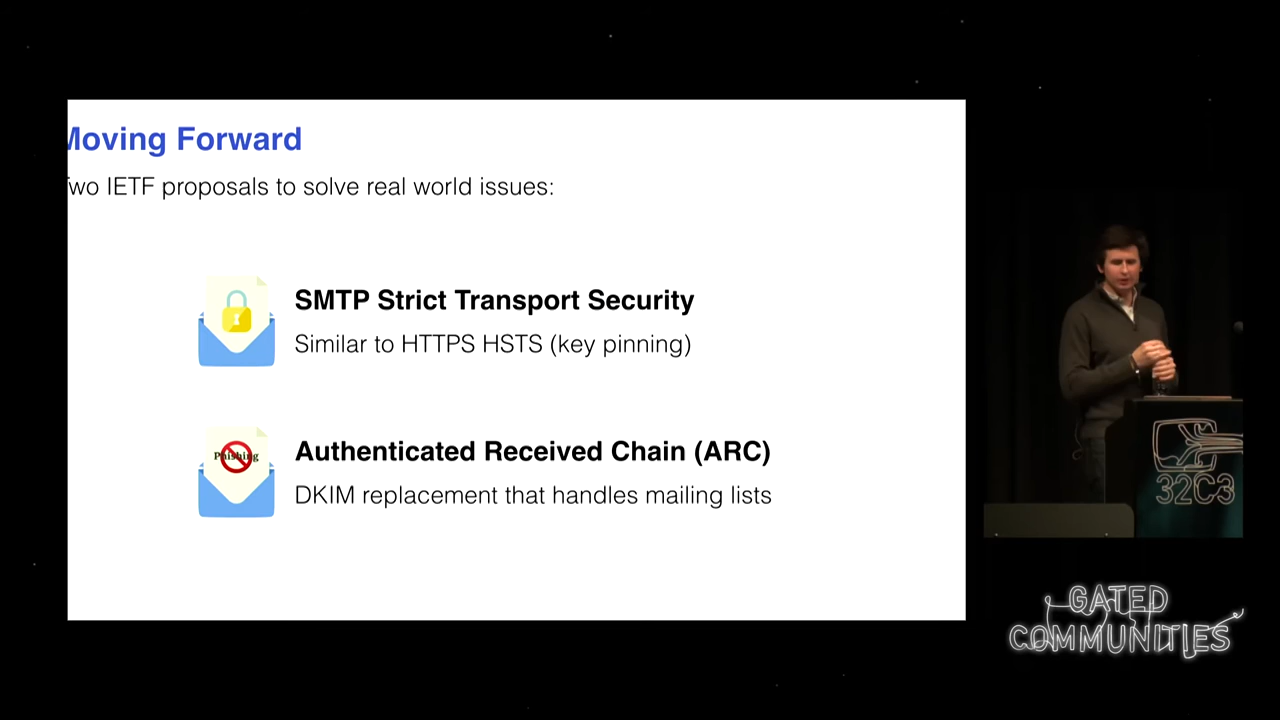 Moving Forward
Two IETF proposals to solve real world issues:
SMTP Strict Transport Security
Similar to HTTPS HSTS (key pinning)
Phishing
Authenticated Received Chain (ARC)
DKIM replacement that handles mailing lists
32C3
GATED
COMMUNITIES